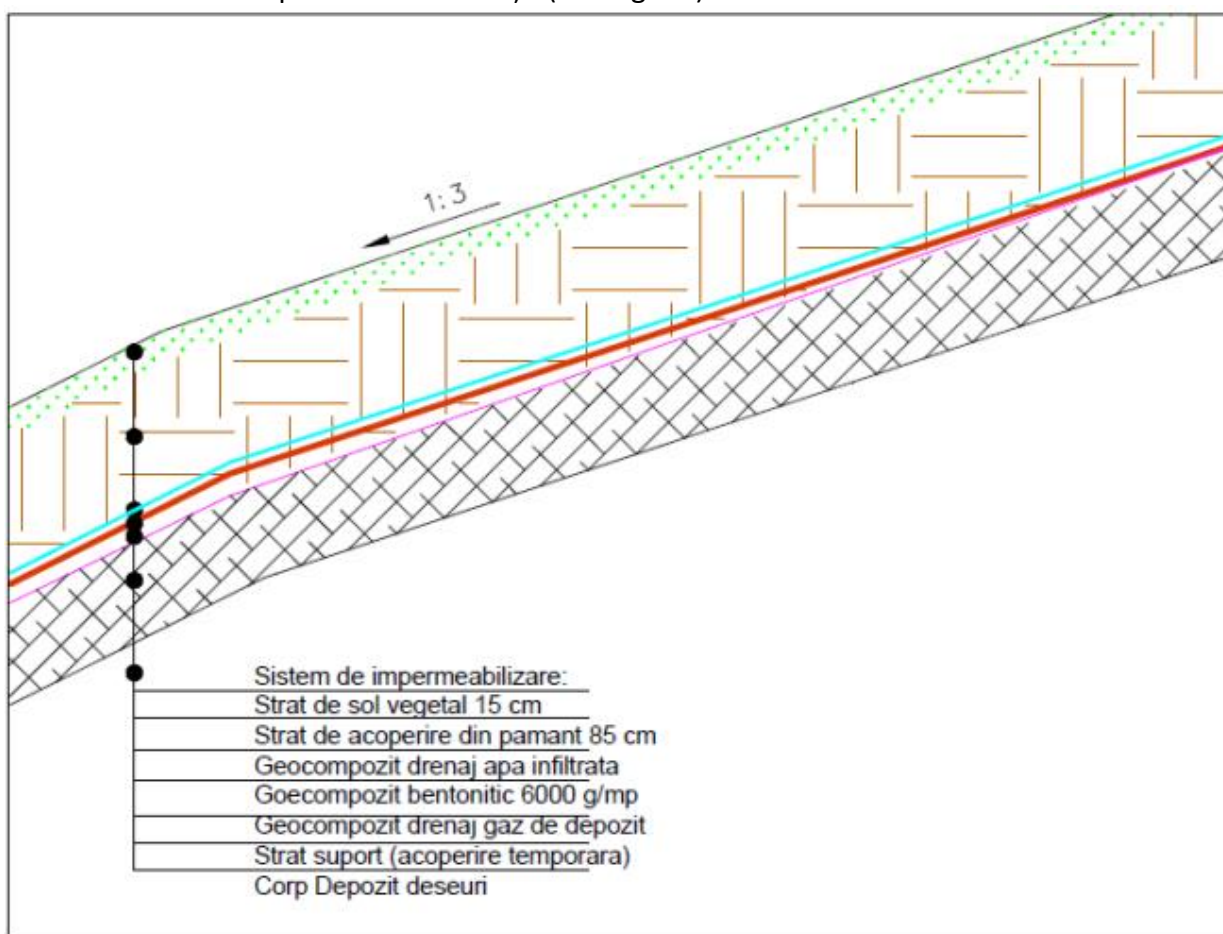 1:3
Sistem de impermeabilizare:
Strat de sol vegetal 15 cm
Strat de acoperire din pamant 85 cm
Geocompozit drenaj apa infiltrata
Goecompozit bentonitic 6000 g/mp
Geocompozit drenaj gaz de depozit
Strat suport (acoperire temporara)
Corp Depozit deseuri